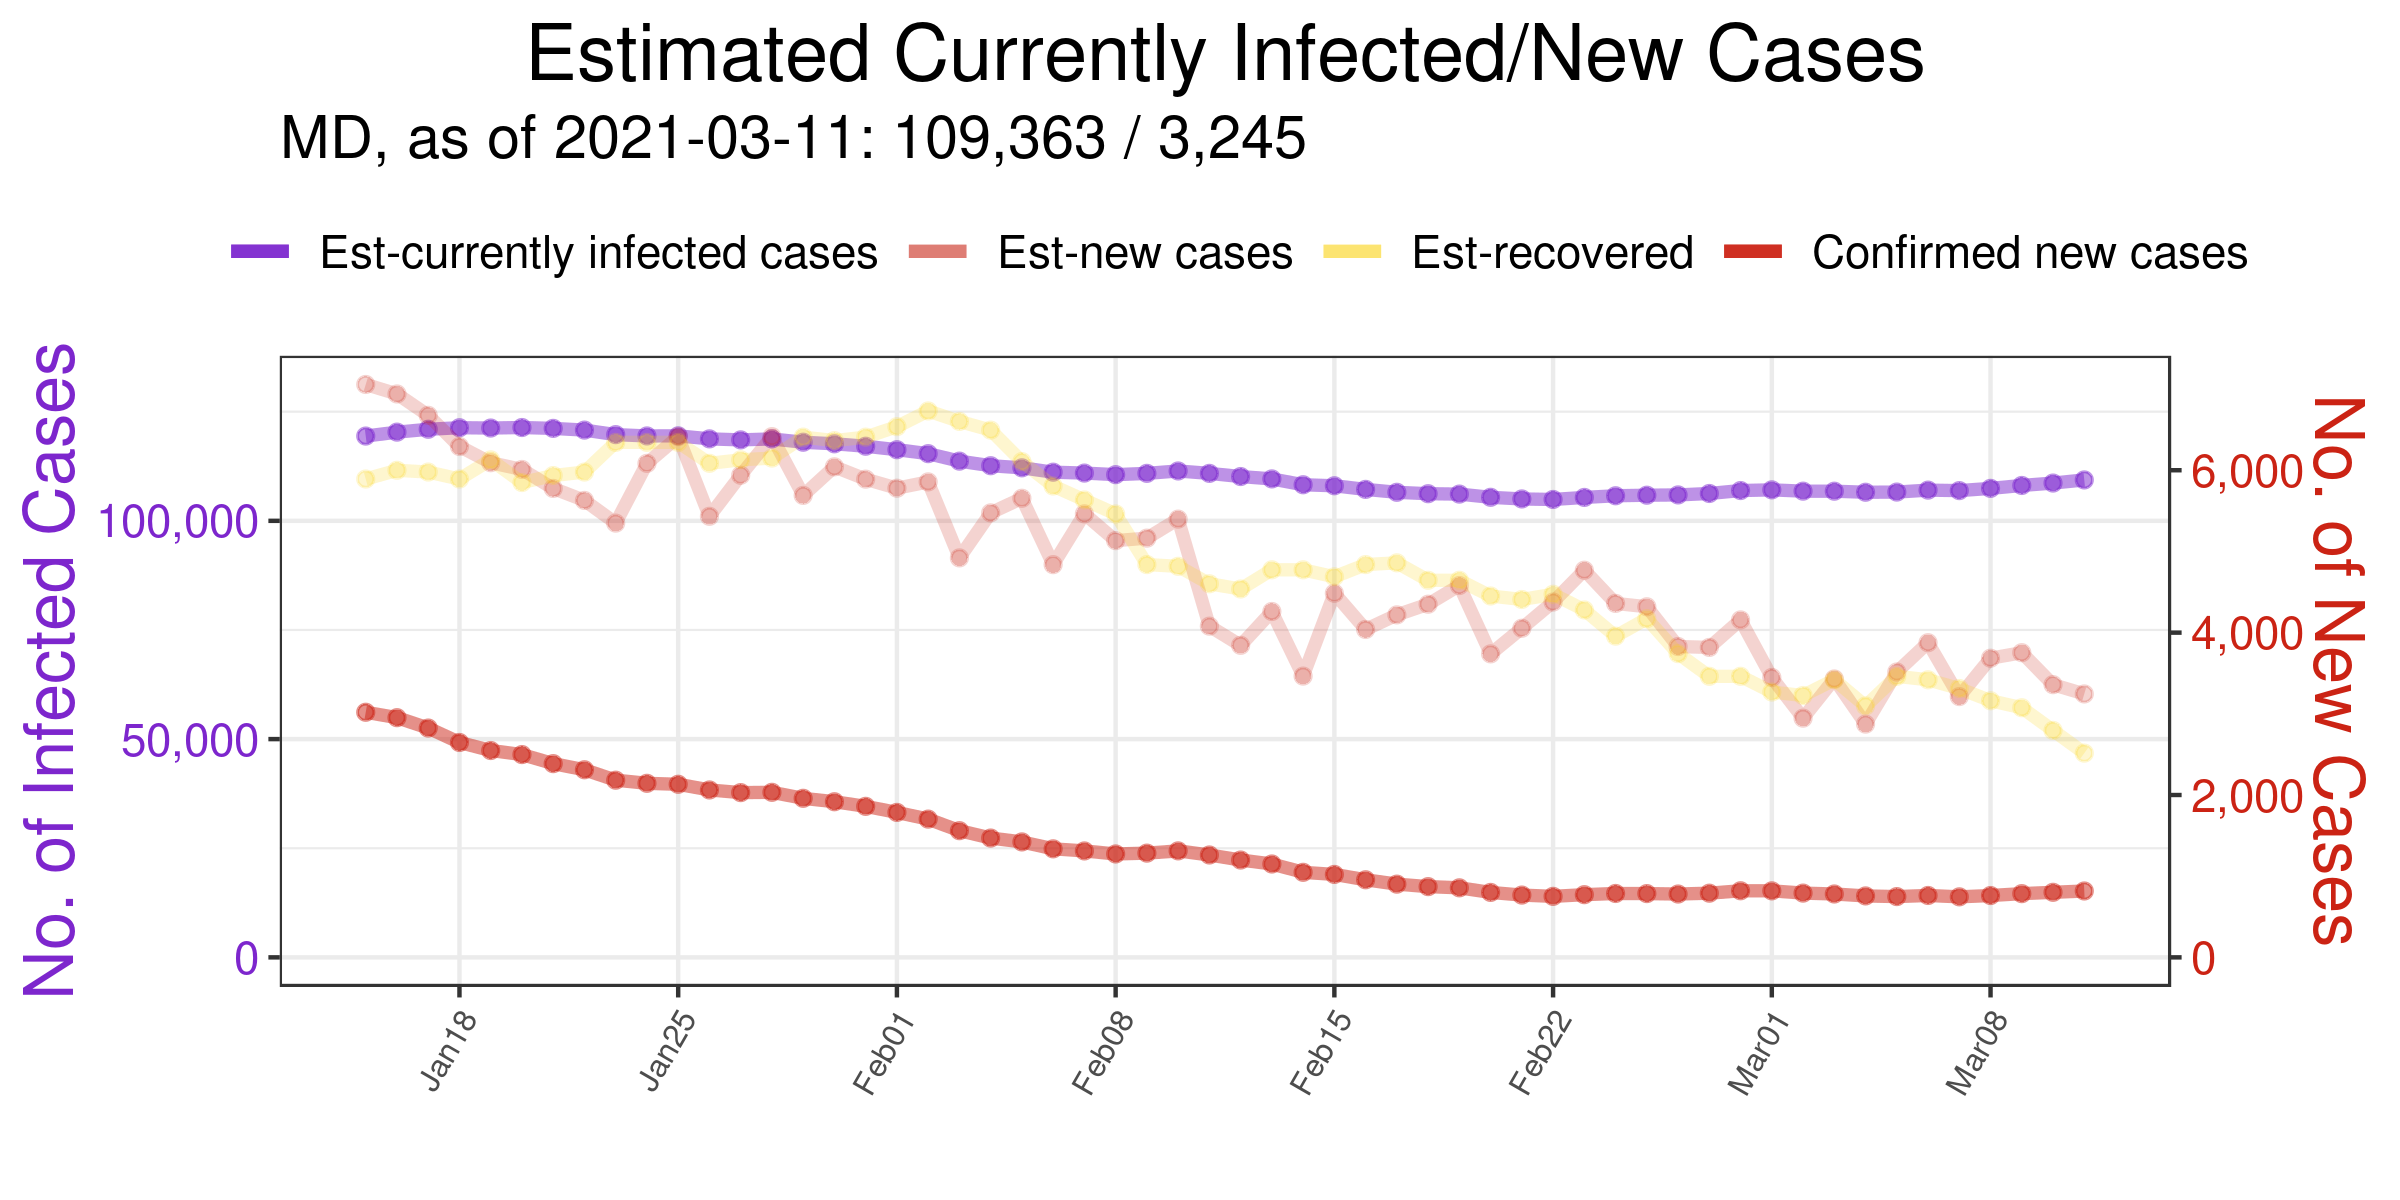 Estimated Currently Infected/New Cases
MD, as of 2021-03-11: 109,363 / 3,245
Est-currently infected cases Est-new cases Est-recovered Confirmed new cases
No. of Infected Cases
100,000
50,000
0
6,000
4,000
2,000
0
No. of New Cases
Jan18 Jan25 Feb01 Feb08 Feb15 Feb22 Mar01 Mar08